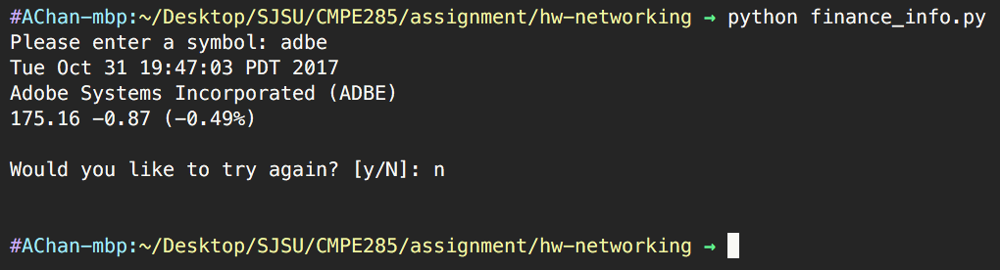 #AChan-mbp:~/Desktop/SJSU/CMPE285/assignment/hw-networking → python finance_info.py
Please enter a symbol: adbe
Tue Oct 31 19:47:03 PDT 2017
Adobe Systems Incorporated (ADBE)
175.16 -0.87 (-0.49%)
Would you like to try again? [y/N]: n
#AChan-mbp:~/Desktop/SJSU/CMPE285/assignment/hw-networking →